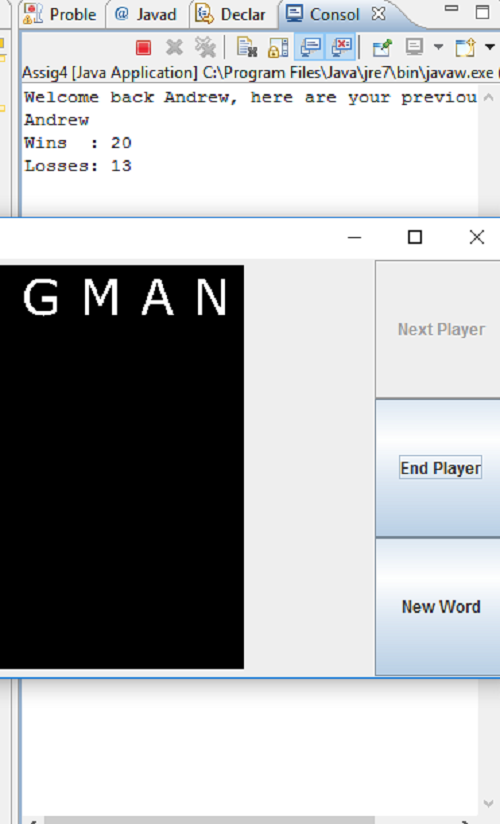 Proble @ Javad Declar Consol
Assig4 [Java Application] C:\Program Files\Java\jre7\bin\javaw.exe (
Welcome back Andrew, here are your previou
Andrew
Wins  : 20
Losses: 13
G M A N
Next Player
End Player
New Word